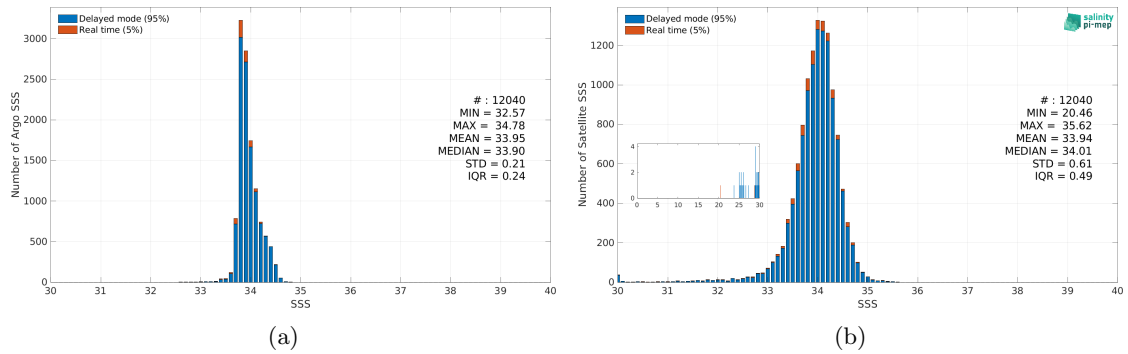 Delayed mode (95%)
Real time (5%)
3000
2500
2000
1500
1000
500
0
Number of Argo SSS
# : 12040
MIN = 32.57
MAX = 34.78
MEAN = 33.95
MEDIAN = 33.90
STD = 0.21
IQR = 0.24
30 31 32 33 34 35 36 37 38 39 40
SSS
(a)
Delayed mode (95%)
Real time (5%)
salinity
pi-mep
1200
1000
800
600
400
200
0
Number of Satellite SSS
# : 12040
MIN = 20.46
MAX = 35.62
MEAN = 33.94
MEDIAN = 34.01
STD = 0.61
IQR = 0.49
4
2
0
0 5 10 15 20 25 30
30 31 32 33 34 35 36 37 38 39 40
SSS
(b)